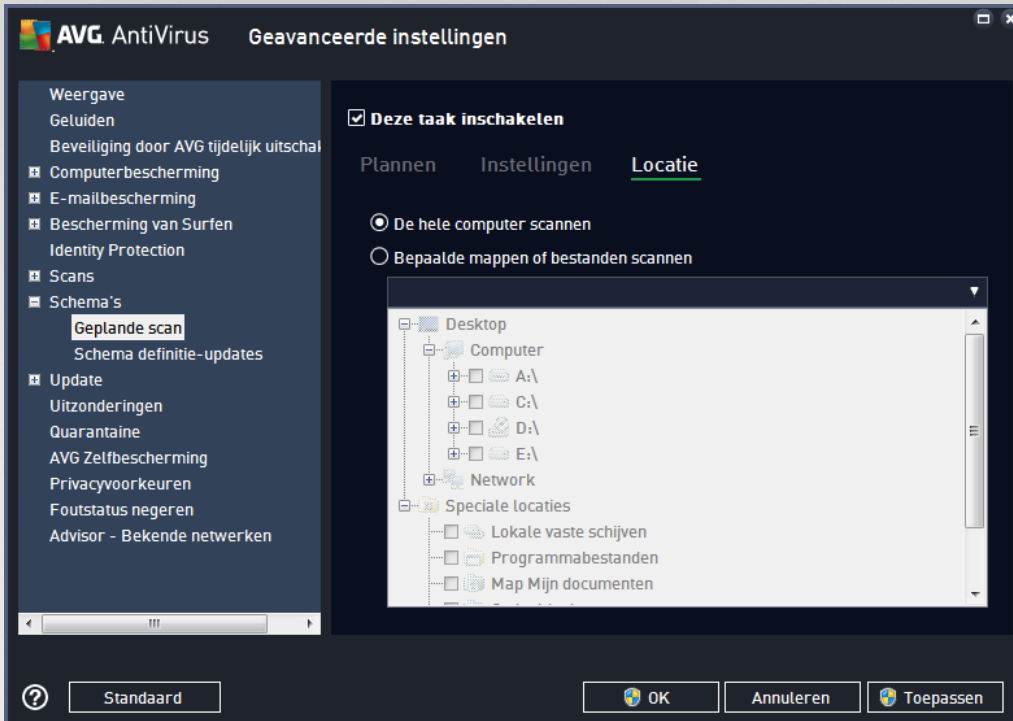 AVG. AntiVirus Geavanceerde instellingen
Weergave
Geluiden
Beveiliging door AVG tijdelijk
Computerbescherming
E-mailbescherming
Bescherming van Surfen
Identity Protection
Scans
Schema's
Geplande scan
Schema definitie-updates
Update
Uitzonderingen
Quarantaine
AVG Zelfbescherming
Privacyvoorkeuren
Foutstatus negeren
Advisor - Bekende netwerken
Deze taak inschakelen
Plannen Instellingen Locatie
De hele computer scannen
Bepaalde mappen of bestanden scannen
Desktop
Computer
A:\
C:\
D:\
E:\
Network
Speciale locaties
Lokale vaste schijven
Programmabestanden
Map Mijn documenten
? Standaard OK Annuleren Toepassen